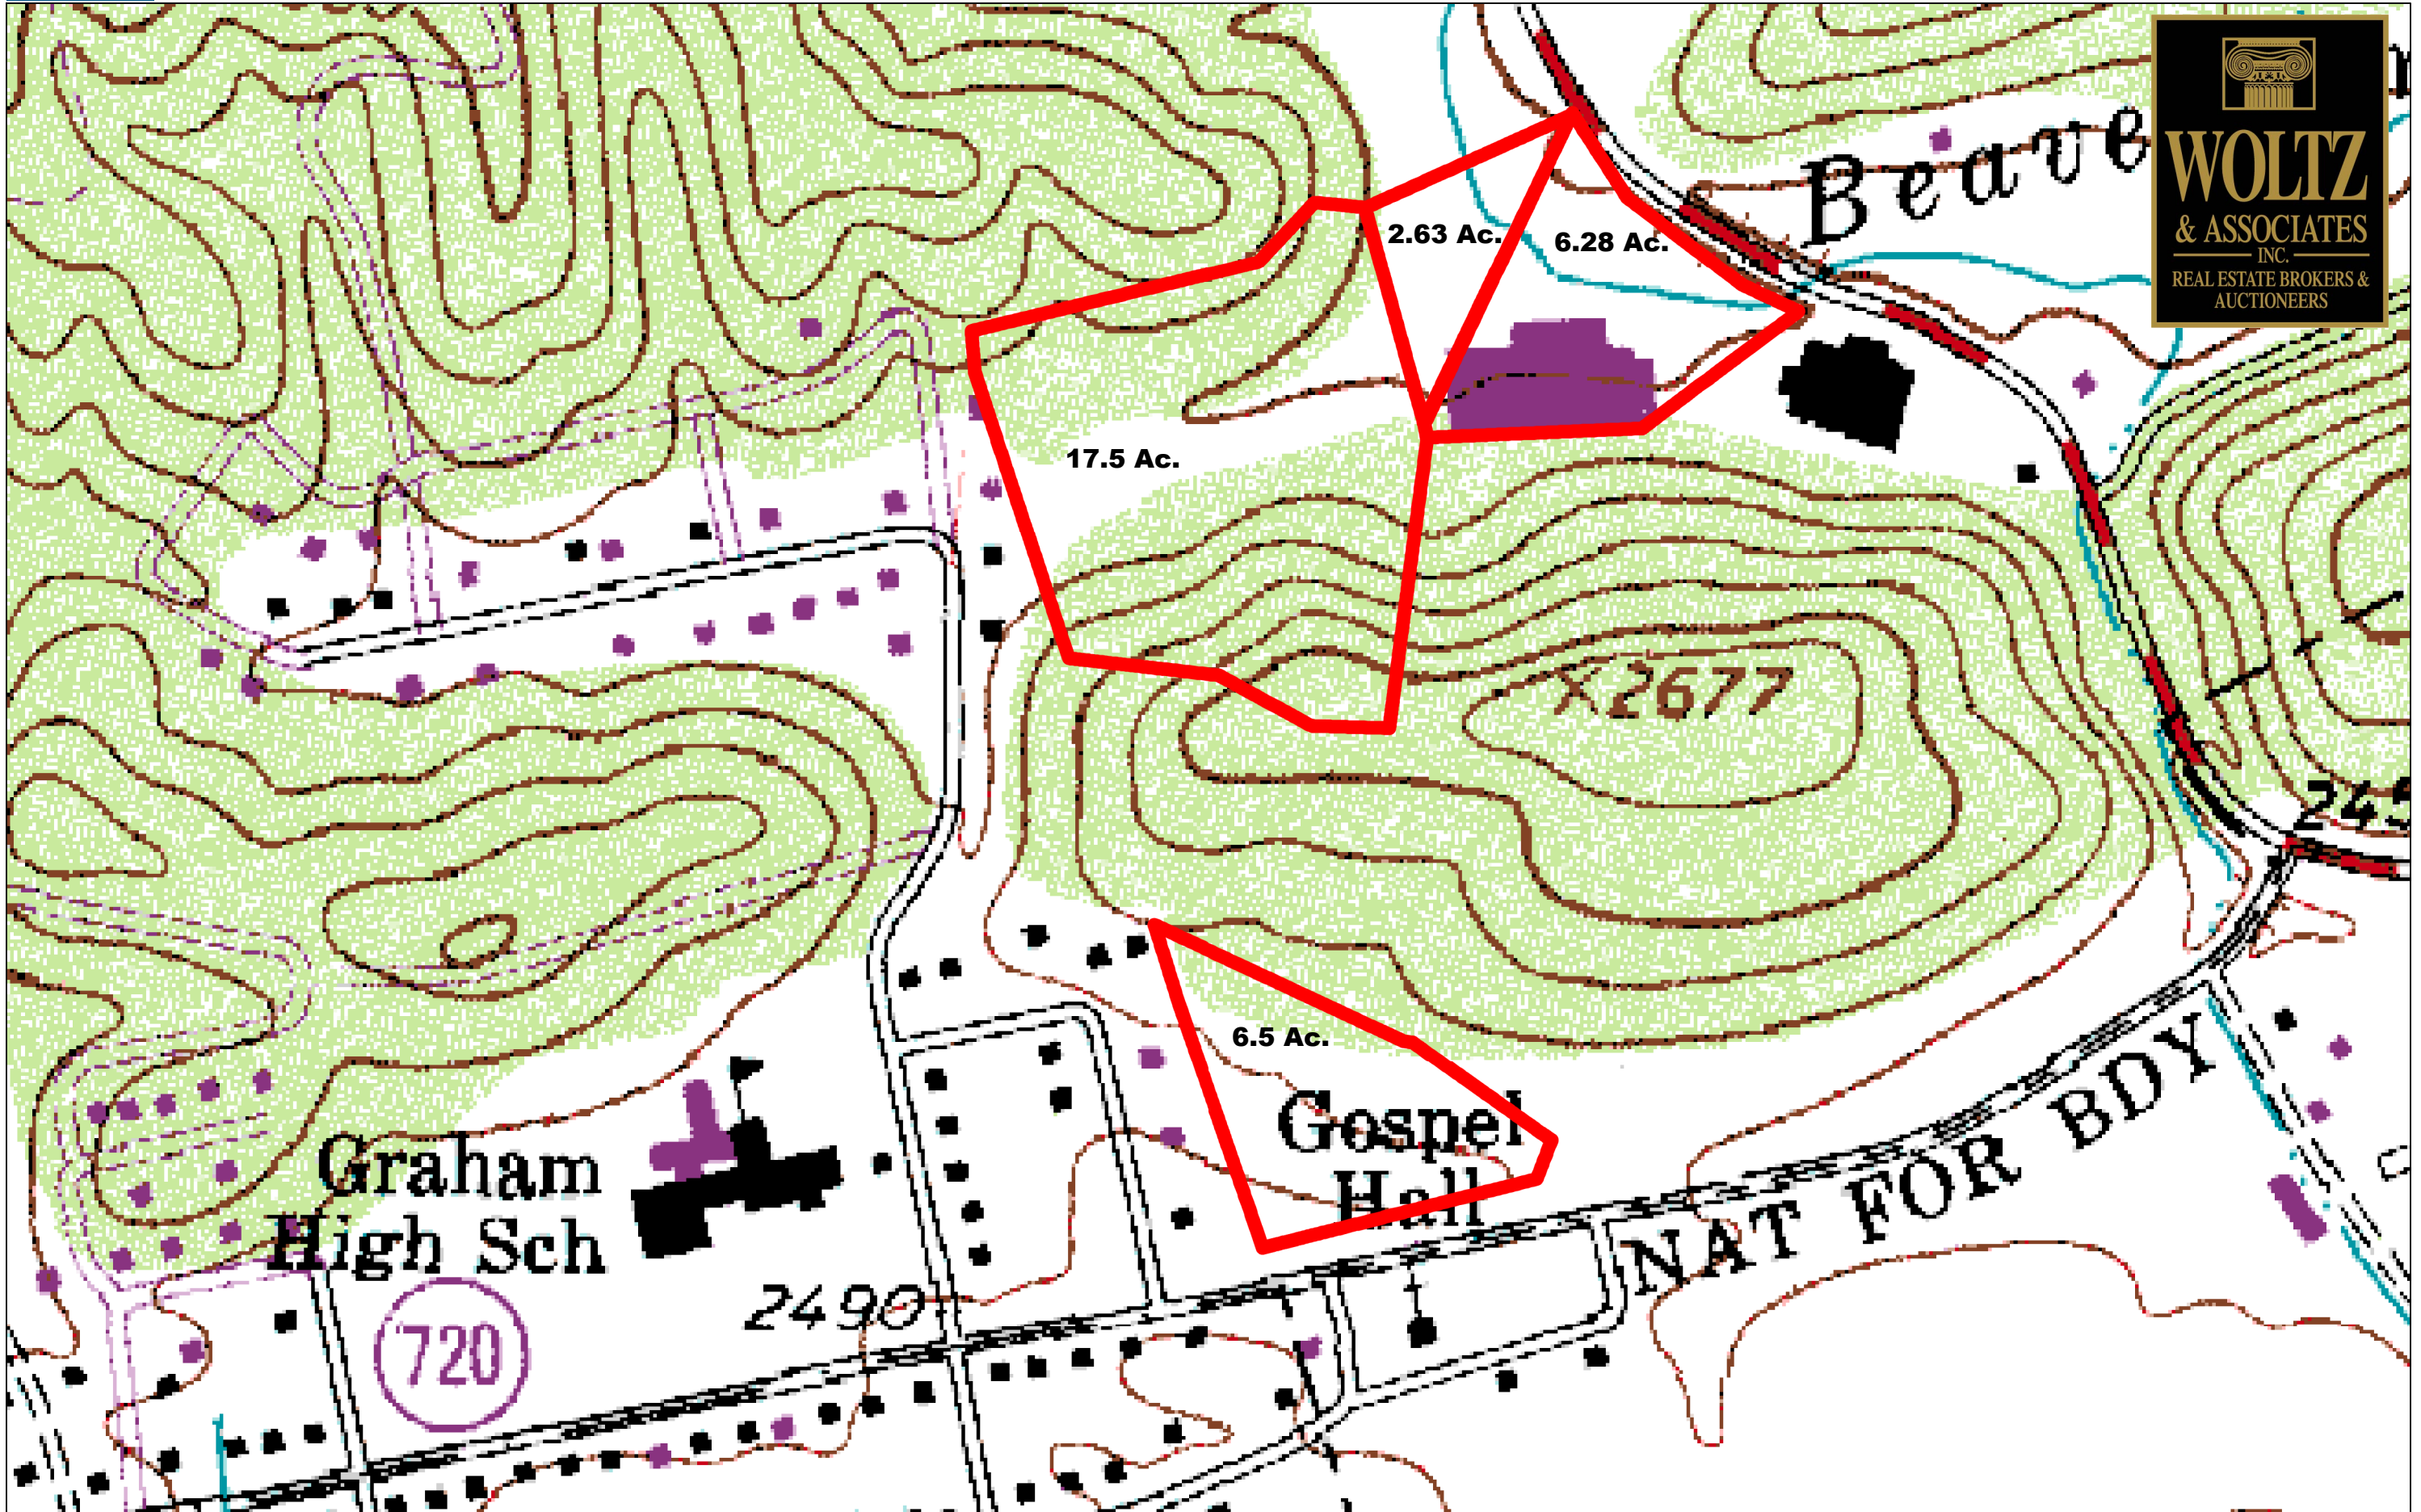 Beave
WOLTZ
& ASSOCIATES
INC.
REAL ESTATE BROKERS &
AUCTIONEERS
2.63 Ac.
6.28 Ac.
17.5 Ac.
X2677
6.5 Ac.
Gospel
Hall
Graham
High Sch
NAT FOR BDY
2490
720